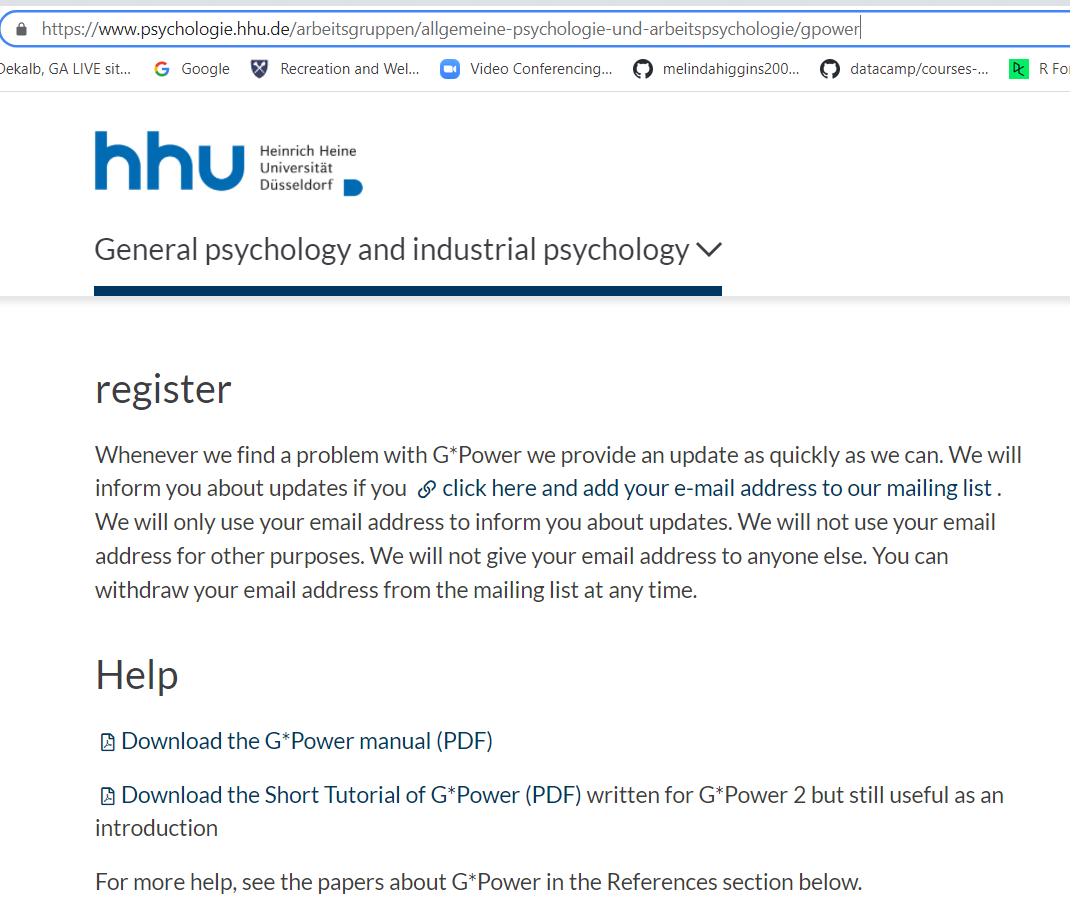 https://www.psychologie.hhu.de/arbeitsgruppen/allgemeine-psychologie-und-arbeitspsychologie/gpower
Dekalb, GA LIVE sit... Google Recreation and Wel... Video Conferencing... melindahiggins200... datacamp/courses-... R Fo
hhu Heinrich Heine
Universität
Düsseldorf
General psychology and industrial psychology
register
Whenever we find a problem with G*Power we provide an update as quickly as we can. We will
inform you about updates if you click here and add your e-mail address to our mailing list .
We will only use your email address to inform you about updates. We will not use your email
address for other purposes. We will not give your email address to anyone else. You can
withdraw your email address from the mailing list at any time.
Help
Download the G*Power manual (PDF)
Download the Short Tutorial of G*Power (PDF) written for G*Power 2 but still useful as an
introduction
For more help, see the papers about G*Power in the References section below.